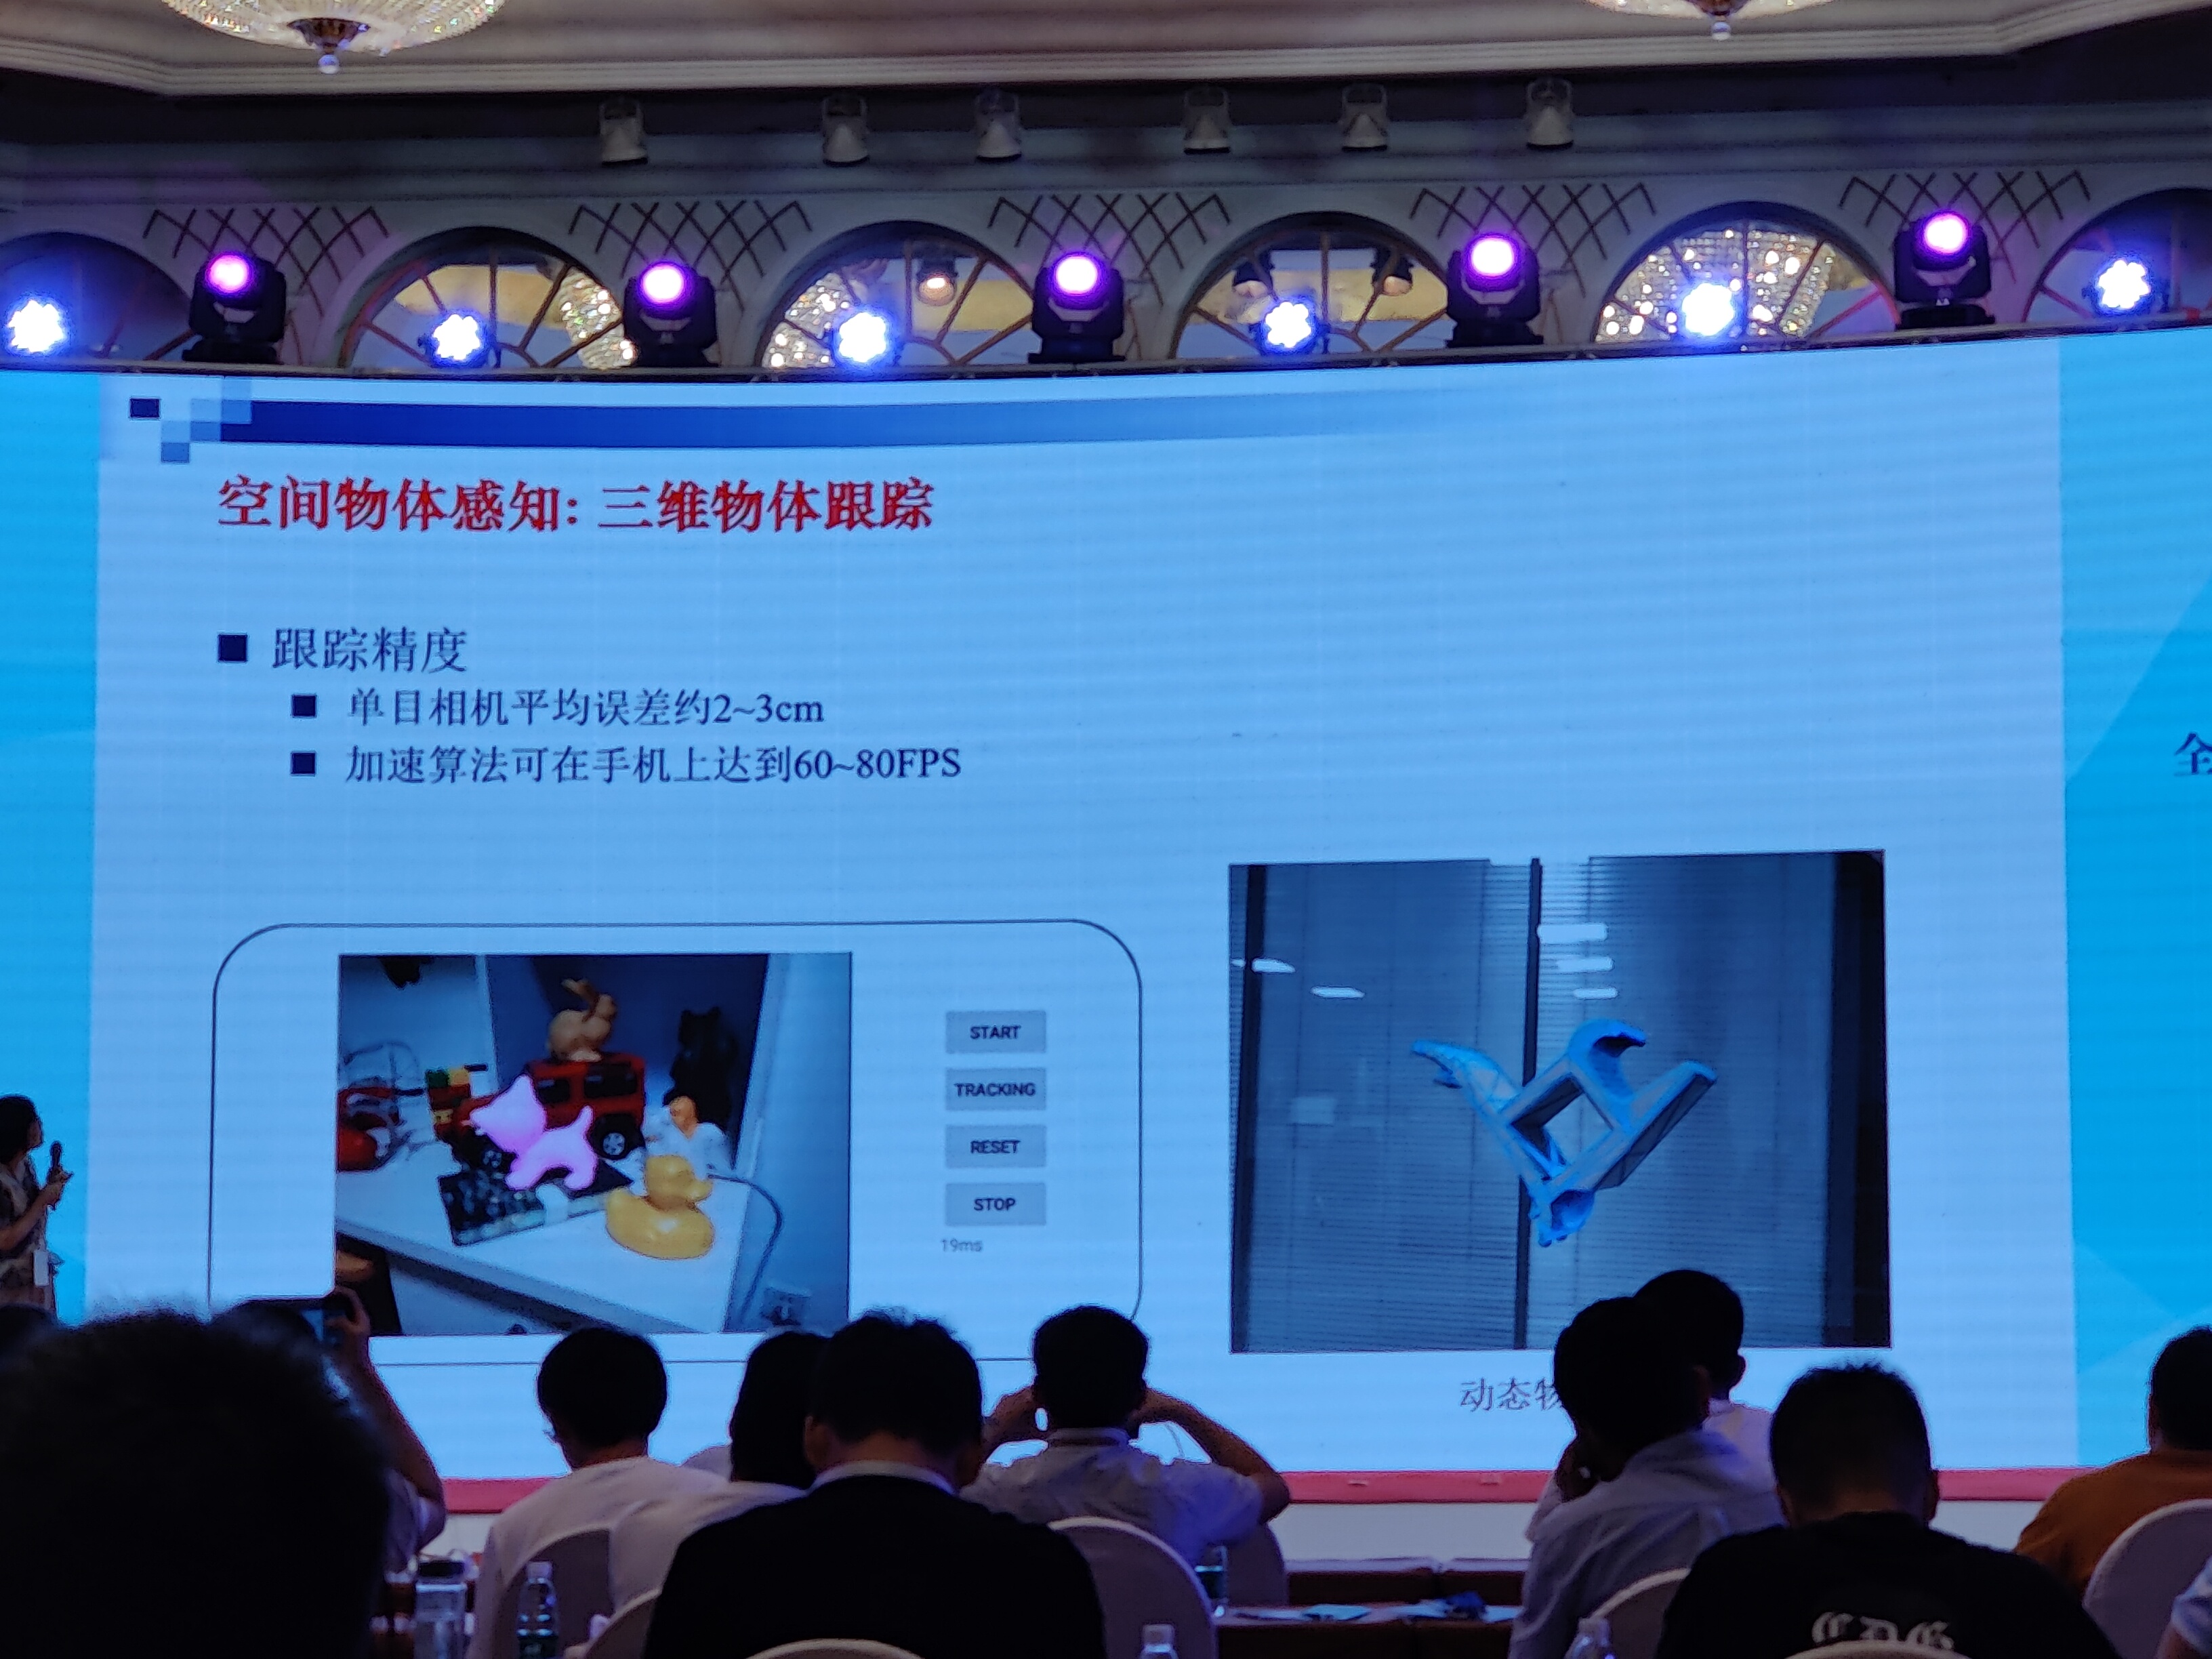 空间物体感知: 三维物体跟踪
跟踪精度
单目相机平均误差约2~3cm
加速算法可在手机上达到60~80FPS
全
START
TRACKING
RESET
STOP
19ms
动态物
CDG